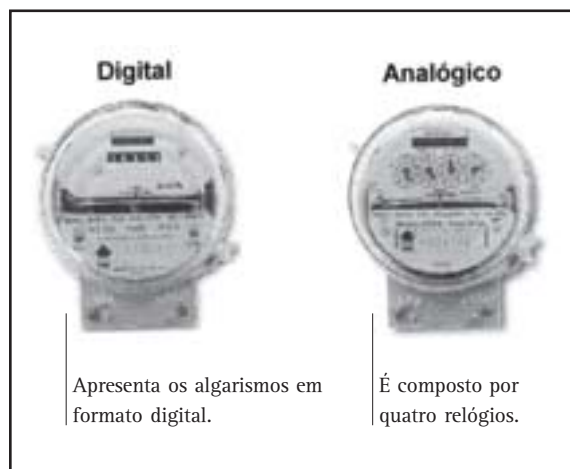 Digital
Analógico
Apresenta os algarismos em
formato digital.
É composto por
quatro relógios.